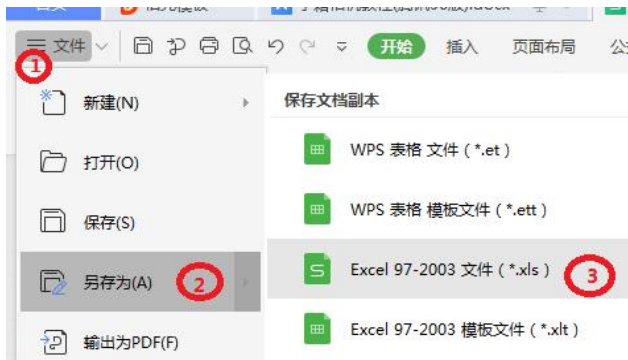 文件
开始 插入 页面布局
1
新建(N)
保存文档副本
打开(O)
WPS 表格 文件 ( *.et )
保存(S)
WPS 表格 模板文件 ( *.ett )
另存为(A) 2
Excel 97-2003 文件 ( *.xls ) 3
输出为PDF(F)
Excel 97-2003 模板文件 ( *.xlt )